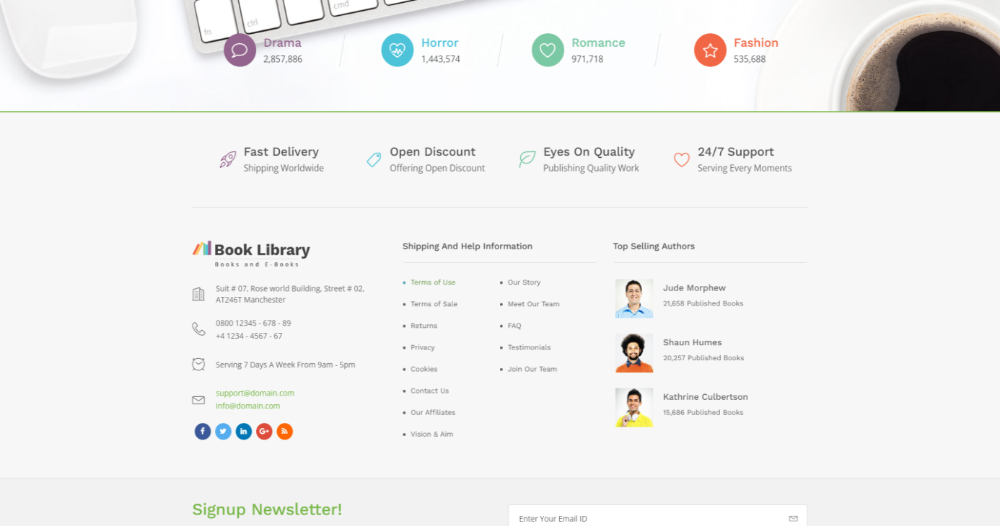 cmd
ctrl
fn
Drama
2,857,886
Horror
1,443,574
Romance
971,718
Fashion
535,688
Fast Delivery
Shipping Worldwide
Open Discount
Offering Open Discount
Eyes On Quality
Publishing Quality Work
24/7 Support
Serving Every Moments
Book Library
Books and E-Books
Suit # 07, Rose world Building, Street # 02,
AT246T Manchester
0800 12345 - 678 - 89
+4 1234 - 4567 - 67
Serving 7 Days A Week From 9am - 5pm
support@domain.com
info@domain.com
f
in
G+
Shipping And Help Information
Terms of Use
Terms of Sale
Returns
Privacy
Cookies
Contact Us
Our Affiliates
Vision & Aim
Our Story
Meet Our Team
FAQ
Testimonials
Join Our Team
Top Selling Authors
Jude Morphew
21,658 Published Books
Shaun Humes
20,257 Published Books
Kathrine Culbertson
15,686 Published Books
Signup Newsletter!
Enter Your Email ID